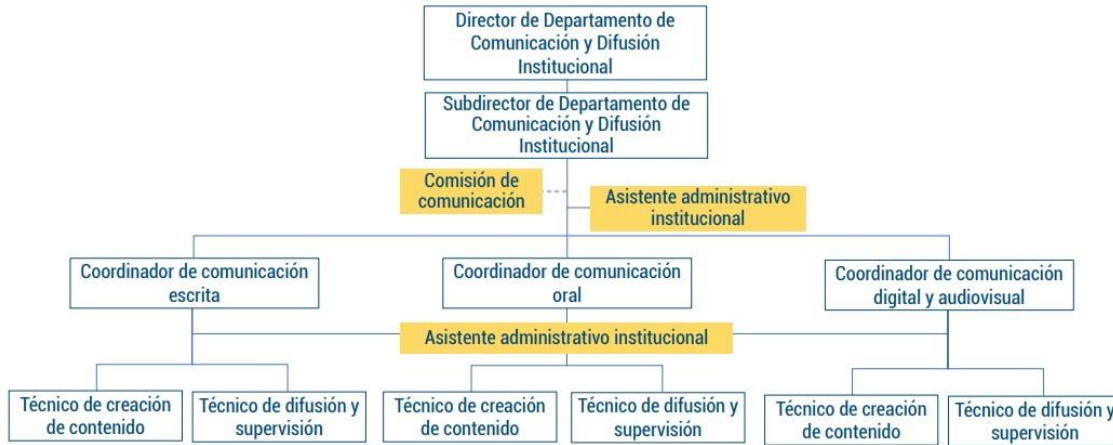 Director de Departamento de
Comunicación y Difusión
Institucional
Subdirector de Departamento de
Comunicación y Difusión
Institucional
Comisión de
comunicación
Asistente administrativo
institucional
Coordinador de comunicación
escrita
Coordinador de comunicación
oral
Coordinador de comunicación
digital y audiovisual
Asistente administrativo institucional
Técnico de creación
de contenido
Técnico de difusión y
supervisión
Técnico de creación
de contenido
Técnico de difusión y
supervisión
Técnico de creación
de contenido
Técnico de difusión y
supervisión